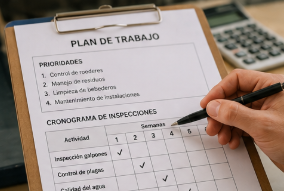 PLAN DE TRABAJO
PRIORIDADES
1. Control de roedores
2. Manejo de residuos
3. Limpieza de bebederos
4. Mantenimiento de instalaciones
CRONOGRAMA DE INSPECCIONES
Actividad Semanas
1 2 3 4 5
Inspección galpones ✓
Control de plagas ✓
Calidad del agua ✓